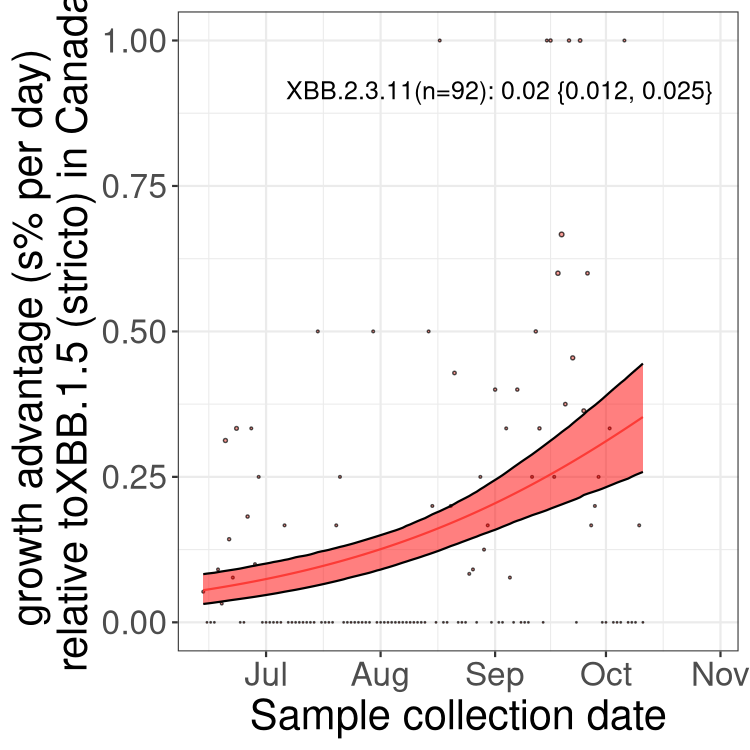 growth advantage (s% per day)
relative toXBB.1.5 (stricto) in Canada
1.00
XBB.2.3.11(n=92): 0.02 {0.012, 0.025}
0.75
0.50
0.25
0.00
Jul Aug Sep Oct Nov
Sample collection date